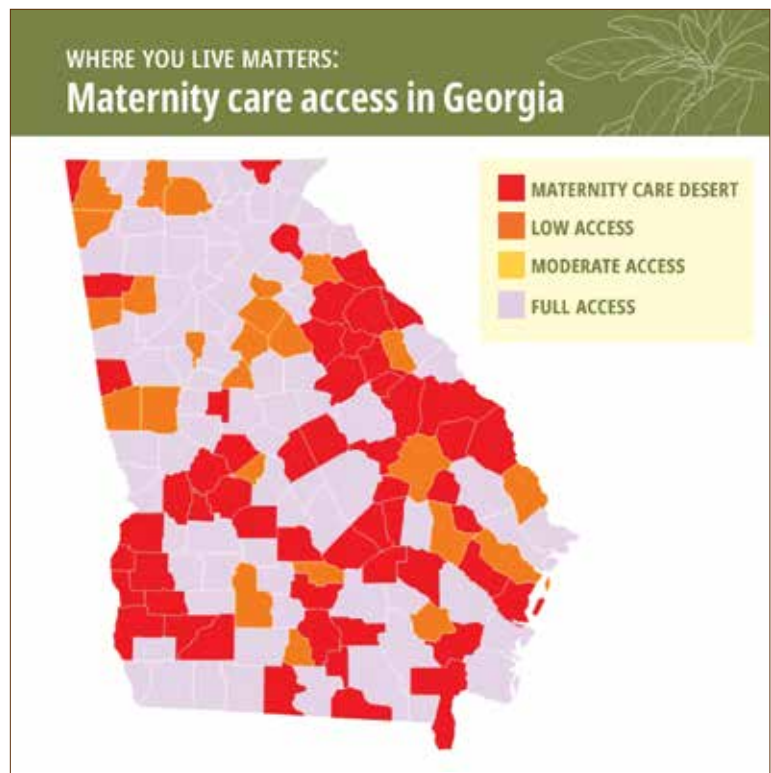 WHERE YOU LIVE MATTERS:
Maternity care access in Georgia
MATERNITY CARE DESERT
LOW ACCESS
MODERATE ACCESS
FULL ACCESS